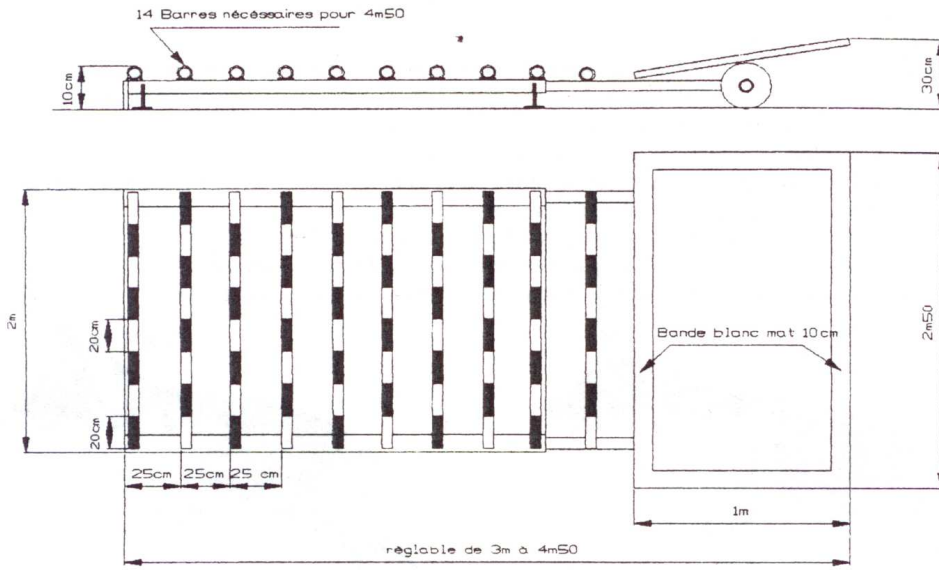 14 Barres nécéssaires pour 4m50
10cm
30cm
2m
20cm
20cm
Bande blanc mat 10cm
2m50
25cm
25cm
25 cm
1m
réglable de 3m à 4m50